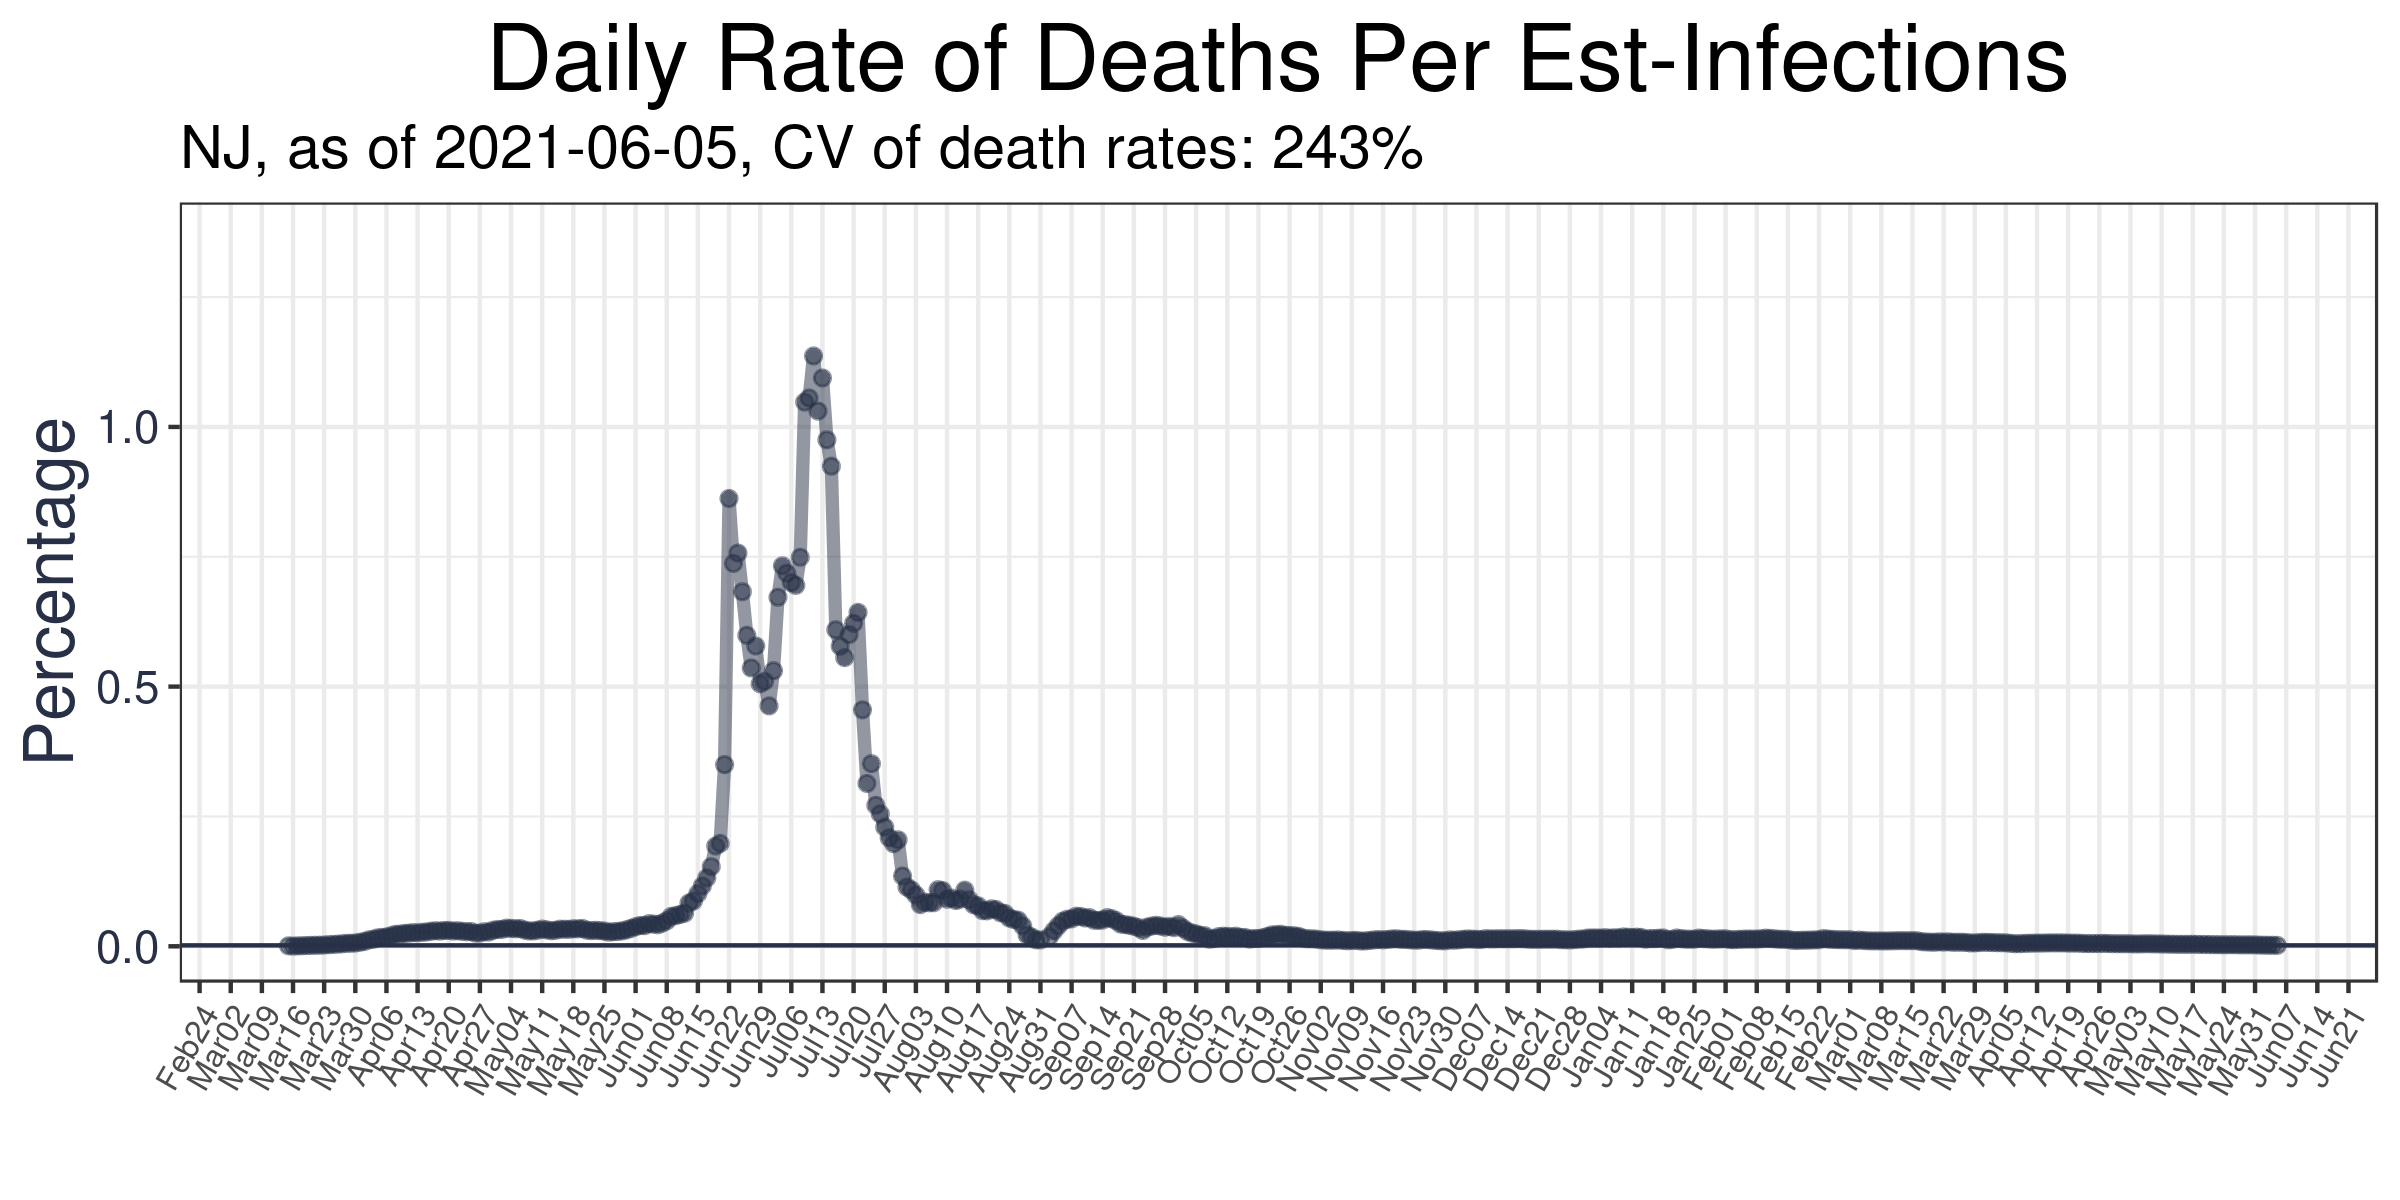 Daily Rate of Deaths Per Est-Infections
NJ, as of 2021-06-05, CV of death rates: 243%
Percentage
1.0
0.5
0.0
Feb24 Mar02 Mar09 Mar16 Mar23 Mar30 Apr06 Apr13 Apr20 Apr27 May04 May11 May18 May25 Jun01 Jun08 Jun15 Jun22 Jun29 Jul06 Jul13 Jul20 Jul27 Aug03 Aug10 Aug17 Aug24 Aug31 Sep07 Sep14 Sep21 Sep28 Oct05 Oct12 Oct19 Oct26 Nov02 Nov09 Nov16 Nov23 Nov30 Dec07 Dec14 Dec21 Dec28 Jan04 Jan11 Jan18 Jan25 Feb01 Feb08 Feb15 Feb22 Mar01 Mar08 Mar15 Mar22 Mar29 Apr05 Apr12 Apr19 Apr26 May03 May10 May17 May24 May31 Jun07 Jun14 Jun21